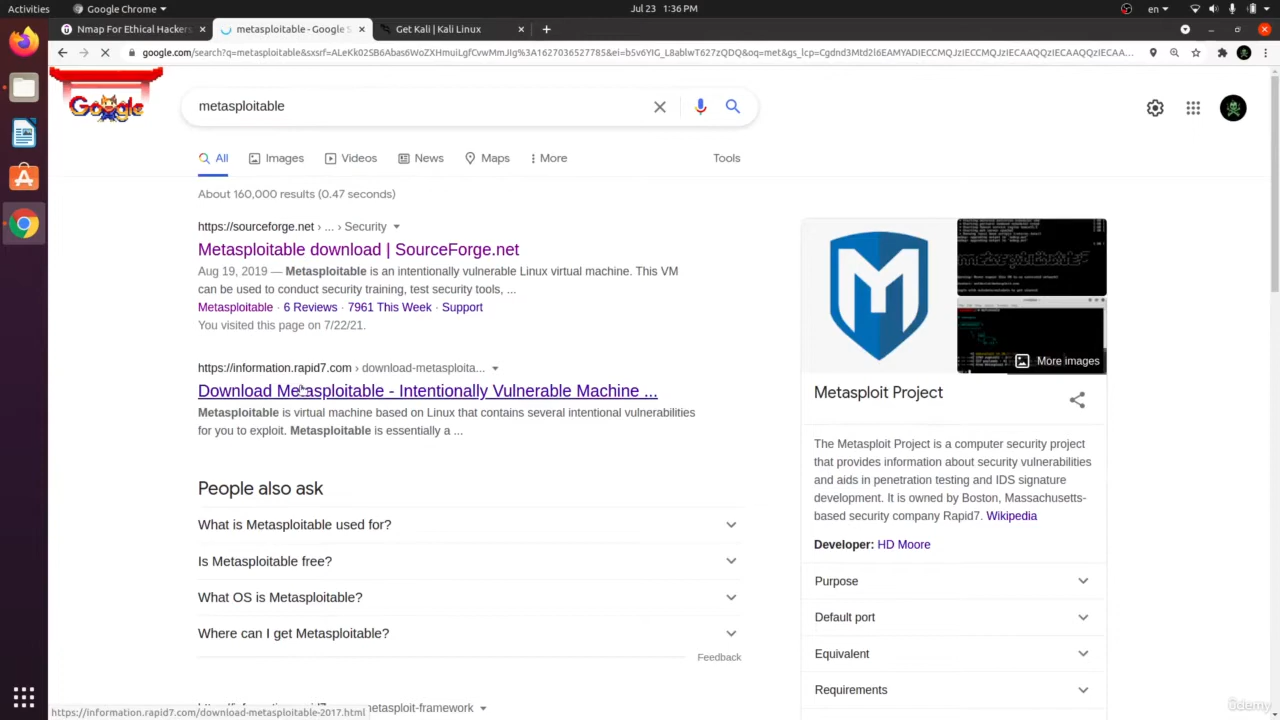 Activities
Google Chrome
Jul 23 1:36 PM
en
Nmap For Ethical Hackers
metasploitable - Google S
Get Kali | Kali Linux
google.com/search?q=metasploitable&sxsrf=ALeKk02SB6Abas6WoZXHmuiLgfCvwMmJIg%3A1627036527785&ei=b5v6YIG_L8ablwT627zQDQ&oq=met&gs_lcp=Cgdnd3Mtd2l6EAMYADIECCMQJzIECCMQJzIECAAQQzIECAAQQzIECAAQQzIECA...
Google
metasploitable
All
Images
Videos
News
Maps
More
Tools
About 160,000 results (0.47 seconds)
https://sourceforge.net › ... › Security
Metasploitable download | SourceForge.net
Aug 19, 2019 — Metasploitable is an intentionally vulnerable Linux virtual machine. This VM
can be used to conduct security training, test security tools, ...
Metasploitable · 6 Reviews · 7961 This Week · Support
You visited this page on 7/22/21.
https://information.rapid7.com › download-metasploita...
Download Metasploitable - Intentionally Vulnerable Machine ...
Metasploitable is virtual machine based on Linux that contains several intentional vulnerabilities
for you to exploit. Metasploitable is essentially a ...
People also ask
What is Metasploitable used for?
Is Metasploitable free?
What OS is Metasploitable?
Where can I get Metasploitable?
Feedback
etasploit-framework
https://information.rapid7.com/download-metasploitable-2017.html
More images
Metasploit Project
The Metasploit Project is a computer security project
that provides information about security vulnerabilities
and aids in penetration testing and IDS signature
development. It is owned by Boston, Massachusetts-
based security company Rapid7. Wikipedia
Developer: HD Moore
Purpose
Default port
Equivalent
Requirements
ûdemy